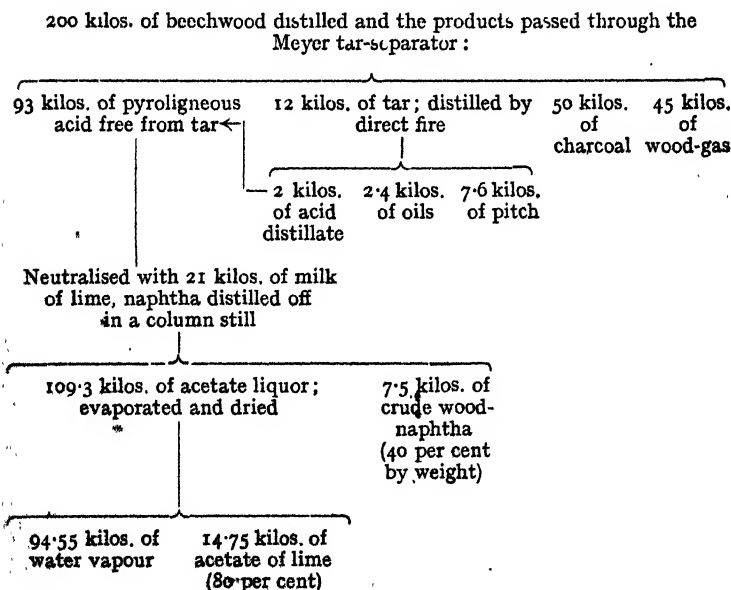 200 kilos. of beechwood distilled and the products passed through the
Meyer tar-separator :
93 kilos. of pyroligneous
acid free from tar
12 kilos. of tar ; distilled by
direct fire
50 kilos.
of
charcoal
45 kilos.
of
wood-gas
2 kilos.
of acid
distillate
2·4 kilos.
of oils
7·6 kilos.
of pitch
Neutralised with 21 kilos. of milk
of lime, naphtha distilled off
in a column still
109·3 kilos. of acetate liquor ;
evaporated and dried
7·5 kilos. of
crude wood-
naphtha
(40 per cent
by weight)
94·55 kilos. of
water vapour
14·75 kilos. of
acetate of lime
(80 per cent)